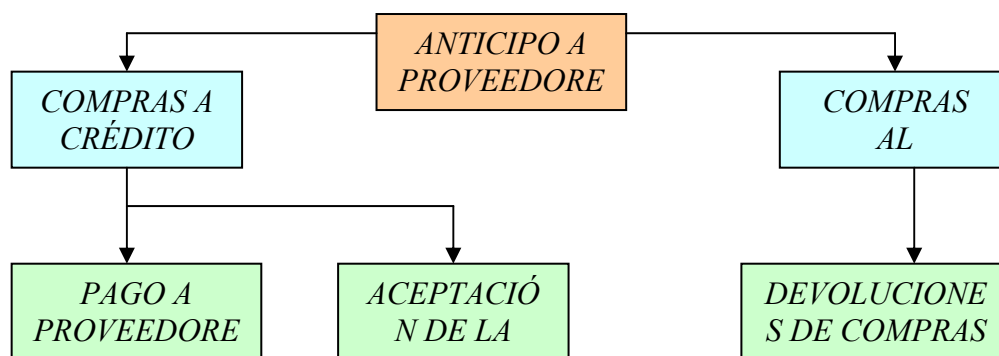 ANTICIPO A
PROVEEDORE
COMPRAS A
CRÉDITO
COMPRAS
AL
PAGO A
PROVEEDORE
ACEPTACIÓ
N DE LA
DEVOLUCIONE
S DE COMPRAS